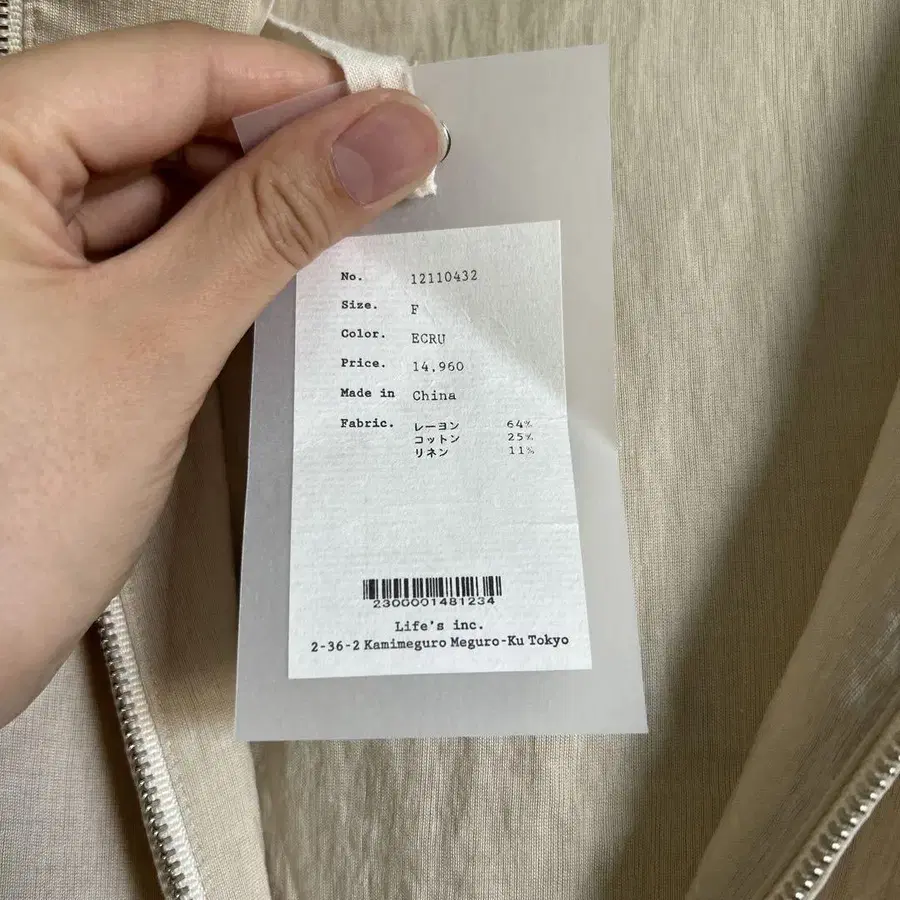 No. 12110432
Size. F
Color. ECRU
Price. 14,960
Made in China
Fabric. レーヨン 64%
コットン 25%
リネン 11%
2300001481234
Life's inc.
2-36-2 Kamimeguro Meguro-Ku Tokyo